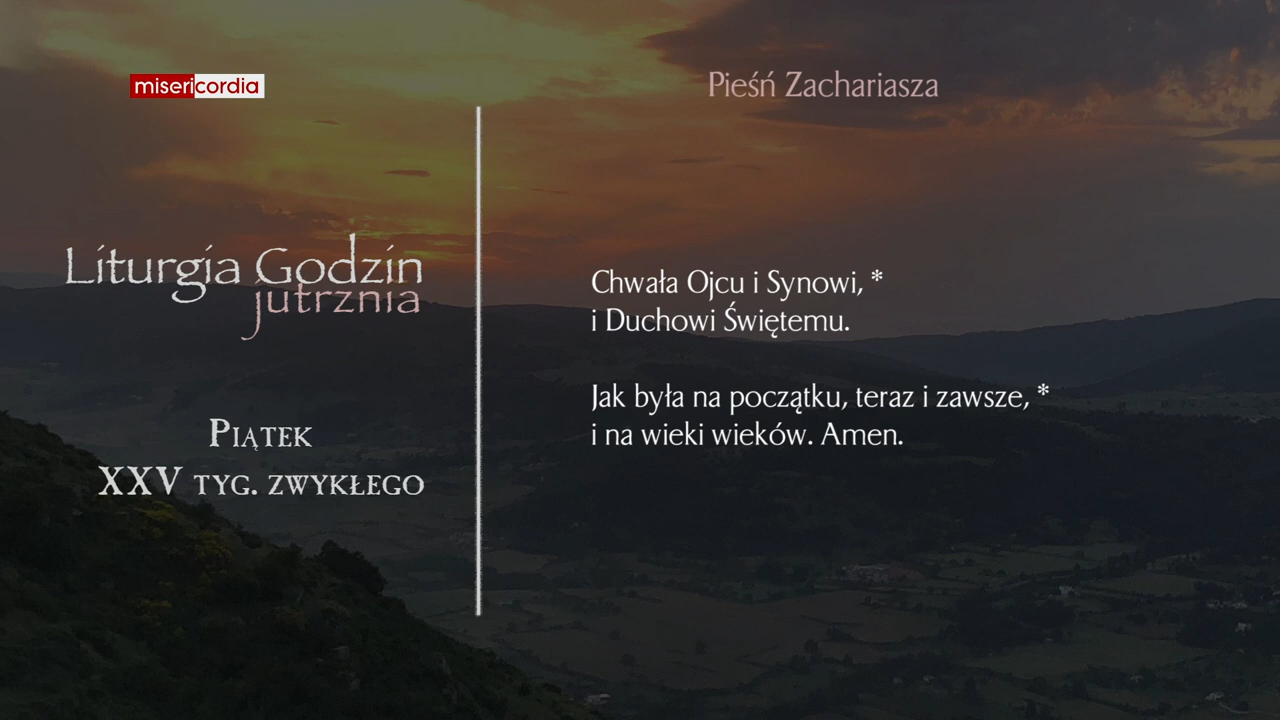 misericordia
Liturgia Godzin
jutrznia
Piątek
XXV tyg. zwykłego
Pieśń Zachariasza
Chwała Ojcu i Synowi, *
i Duchowi Świętemu.
Jak była na początku, teraz i zawsze, *
i na wieki wieków. Amen.